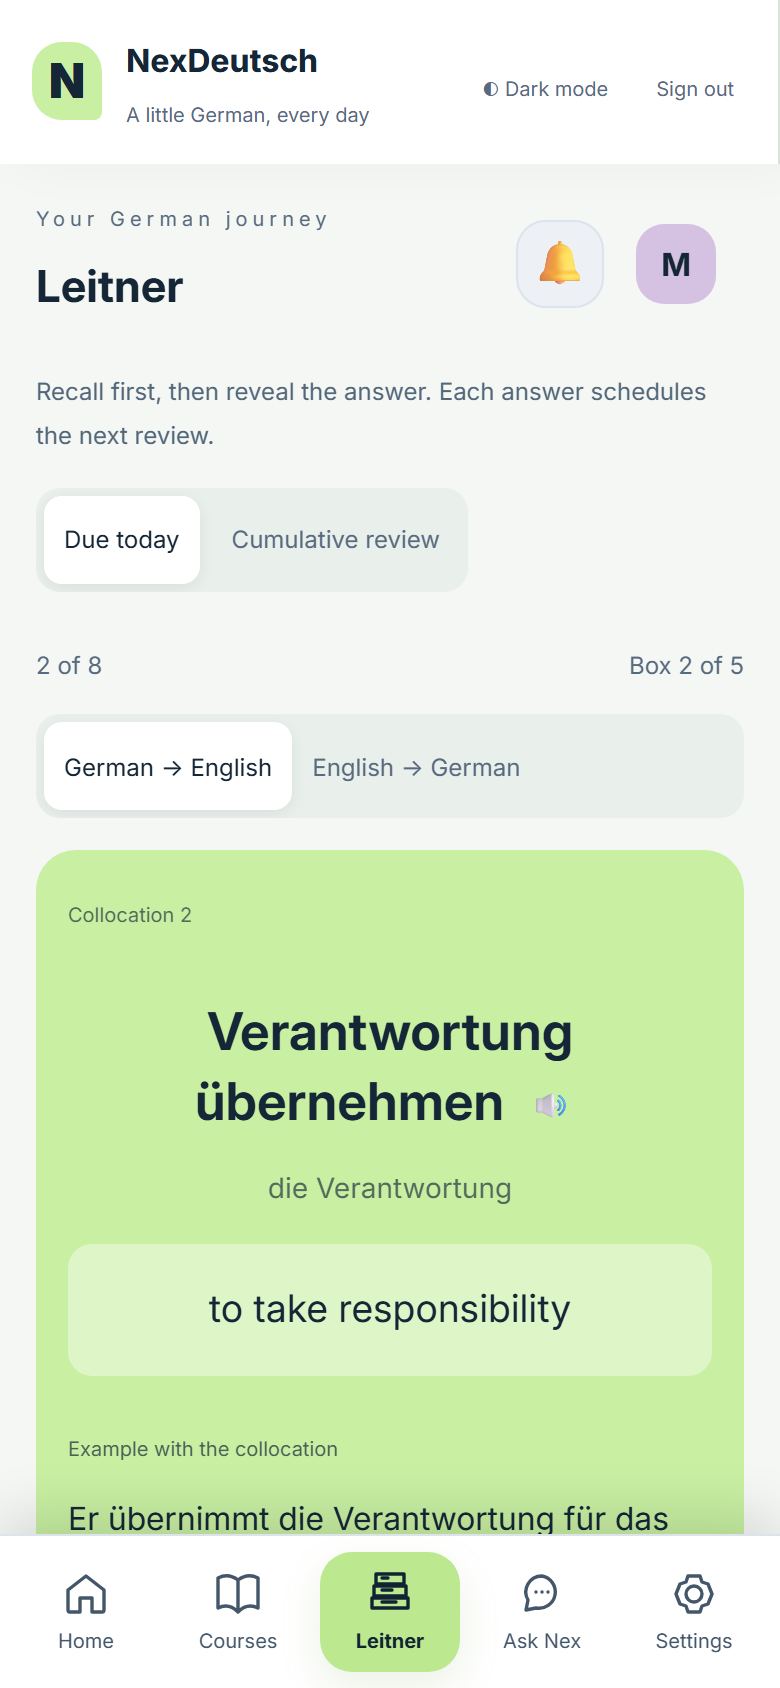 N
NexDeutsch
A little German, every day
Dark mode
Sign out
Your German journey
Leitner
M
Recall first, then reveal the answer. Each answer schedules
the next review.
Due today
Cumulative review
2 of 8
Box 2 of 5
German → English
English → German
Collocation 2
Verantwortung
übernehmen
die Verantwortung
to take responsibility
Example with the collocation
Er übernimmt die Verantwortung für das
Home
Courses
Leitner
Ask Nex
Settings